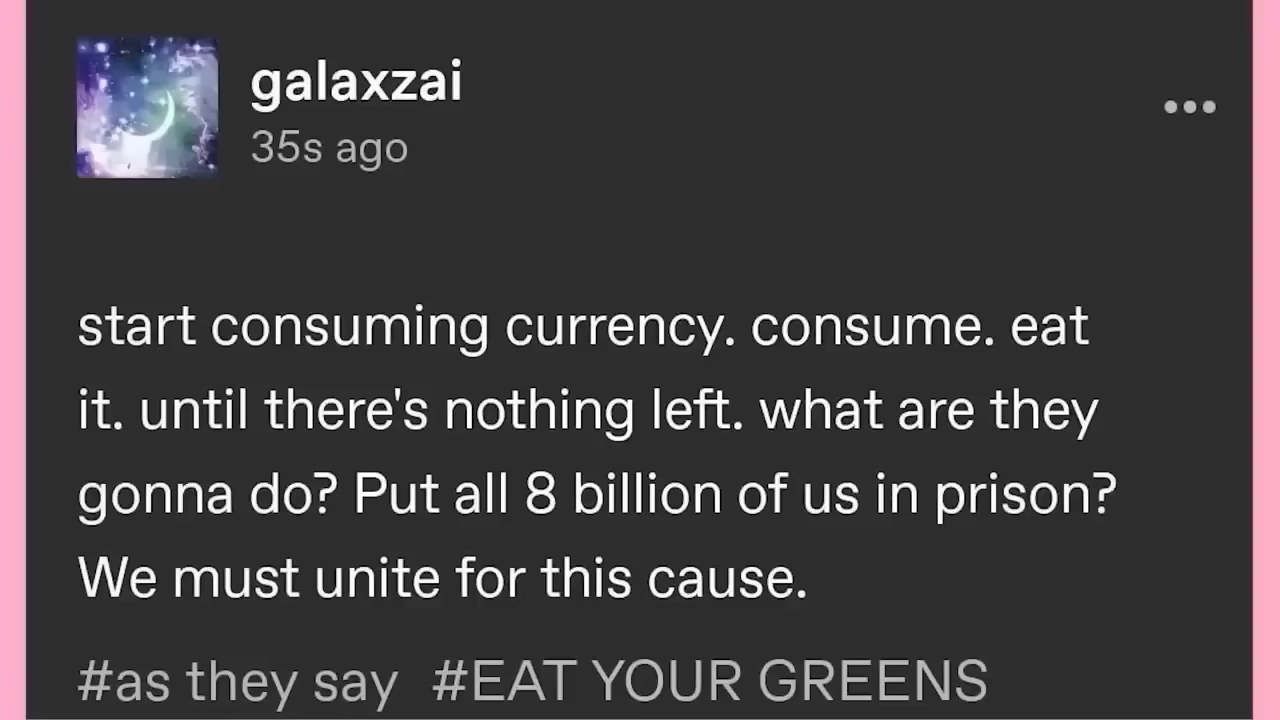 galaxzai
35s ago
start consuming currency. consume. eat
it. until there's nothing left. what are they
gonna do? Put all 8 billion of us in prison?
We must unite for this cause.
#as they say #EAT YOUR GREENS